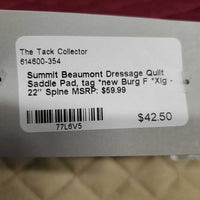 The Tack Collector
614600-354
Summit Beaumont Dressage Quilt
Saddle Pad, tag *new Burg F *Xlg -
22" Spine MSRP: $59.99
$42.50
77L6V5